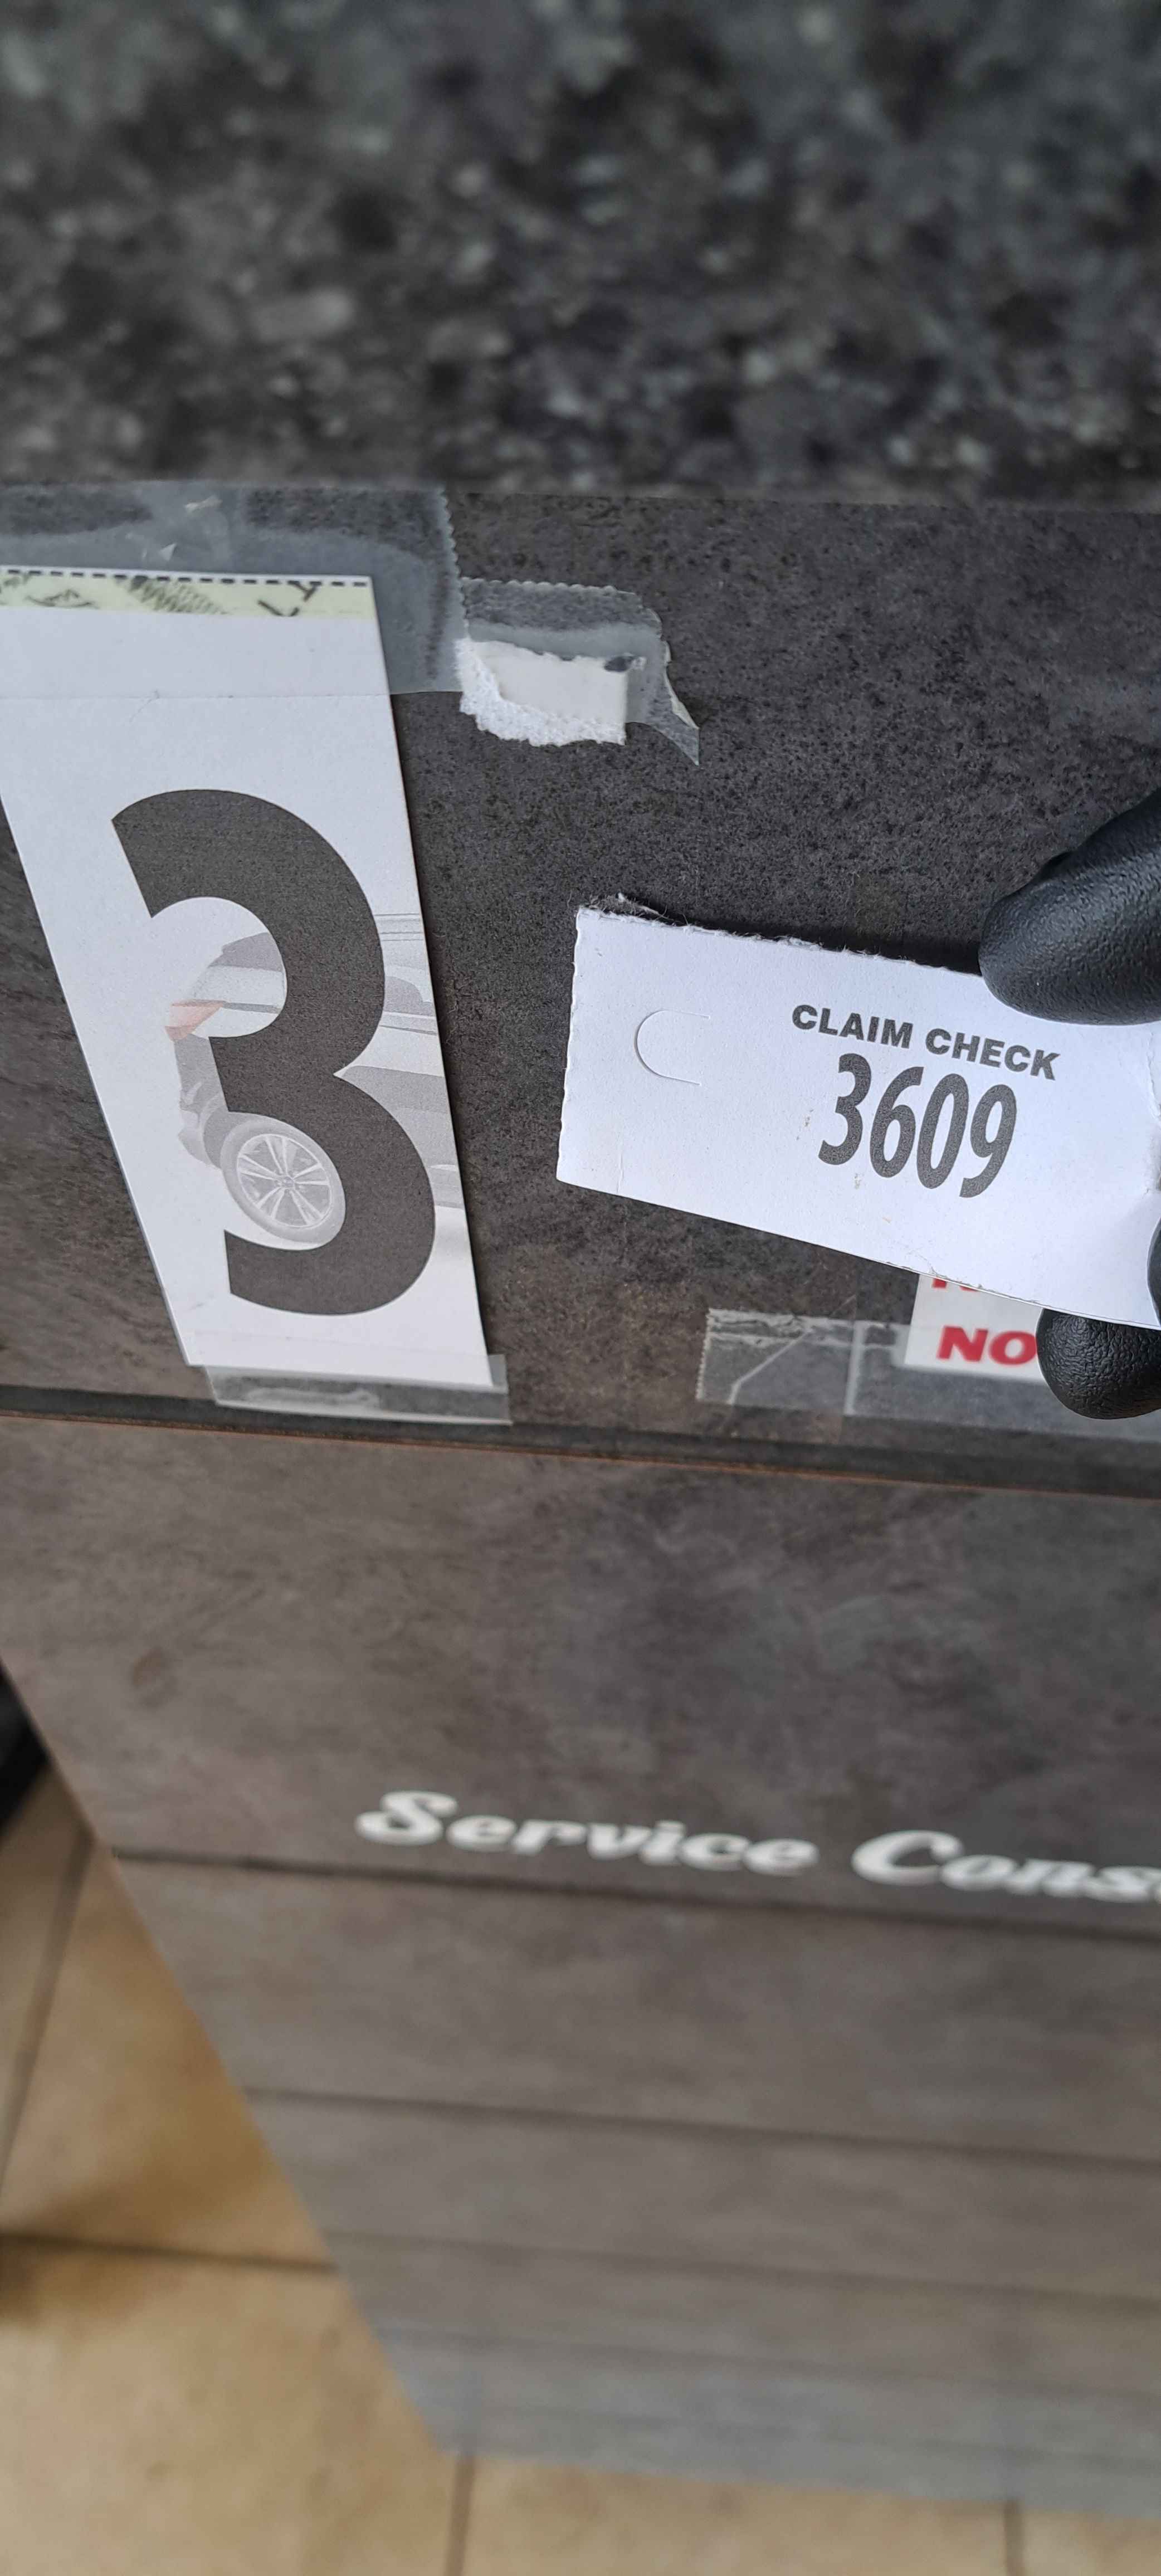 3
CLAIM CHECK
3609
NO
Service Cons